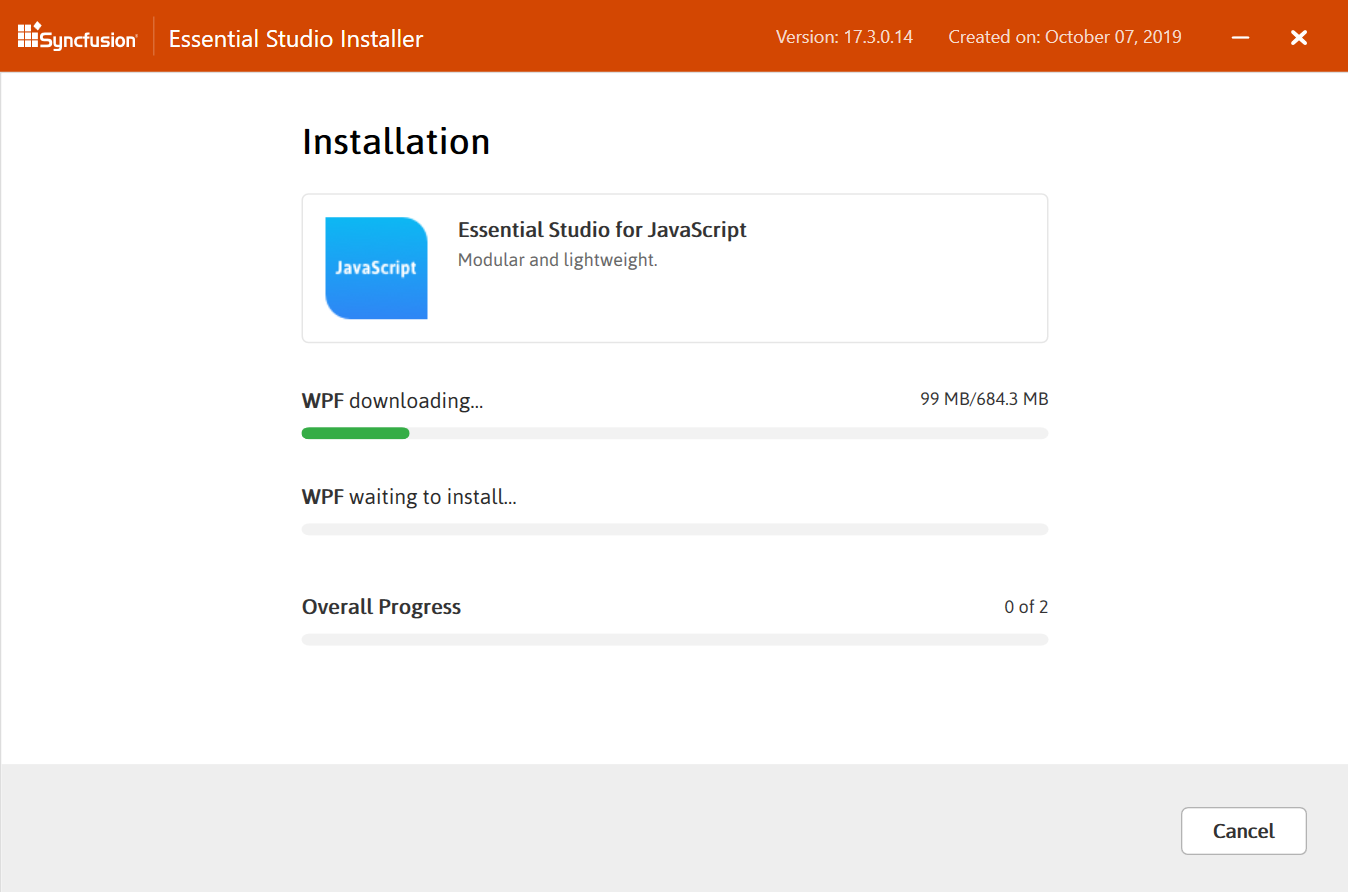 Syncfusion
Essential Studio Installer
Version: 17.3.0.14
Created on: October 07, 2019
Installation
JavaScript
Essential Studio for JavaScript
Modular and lightweight.
WPF downloading...
99 MB/684.3 MB
WPF waiting to install...
Overall Progress
0 of 2
Cancel